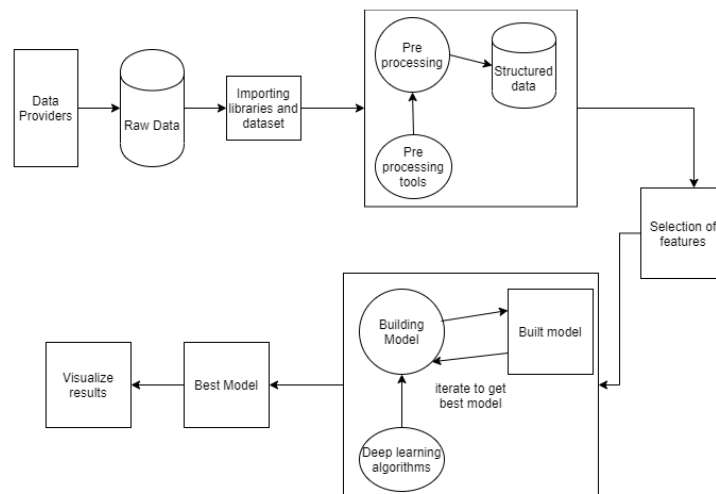 Data
Providers
Raw Data
Importing
libraries and
dataset
Pre
processing
Structured
data
Pre
processing
tools
Selection of
features
Building
Model
Built model
iterate to get
best model
Deep learning
algorithms
Best Model
Visualize
results